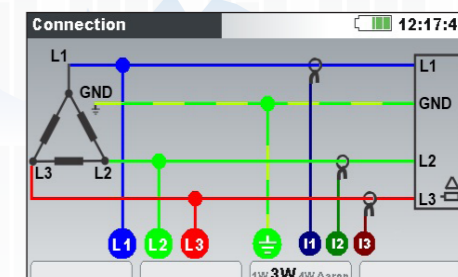 Connection 12:17:4
L1 L1
GND GND
L3 L2 L2
L3
L1 L2 L3 I1 I2 I3
1W 3W 4W Aaron